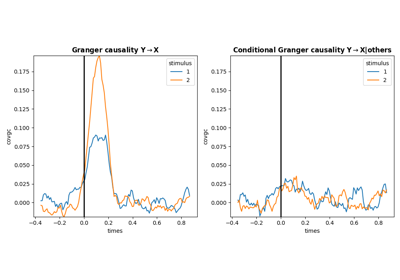 Granger causality Y→X
stimulus
1
2
0.175
0.150
0.125
0.100
0.075
0.050
0.025
0.000
covgc
−0.4 −0.2 0.0 0.2 0.4 0.6 0.8
times
Conditional Granger causality Y→X|others
stimulus
1
2
0.175
0.150
0.125
0.100
0.075
0.050
0.025
0.000
covgc
−0.4 −0.2 0.0 0.2 0.4 0.6 0.8
times